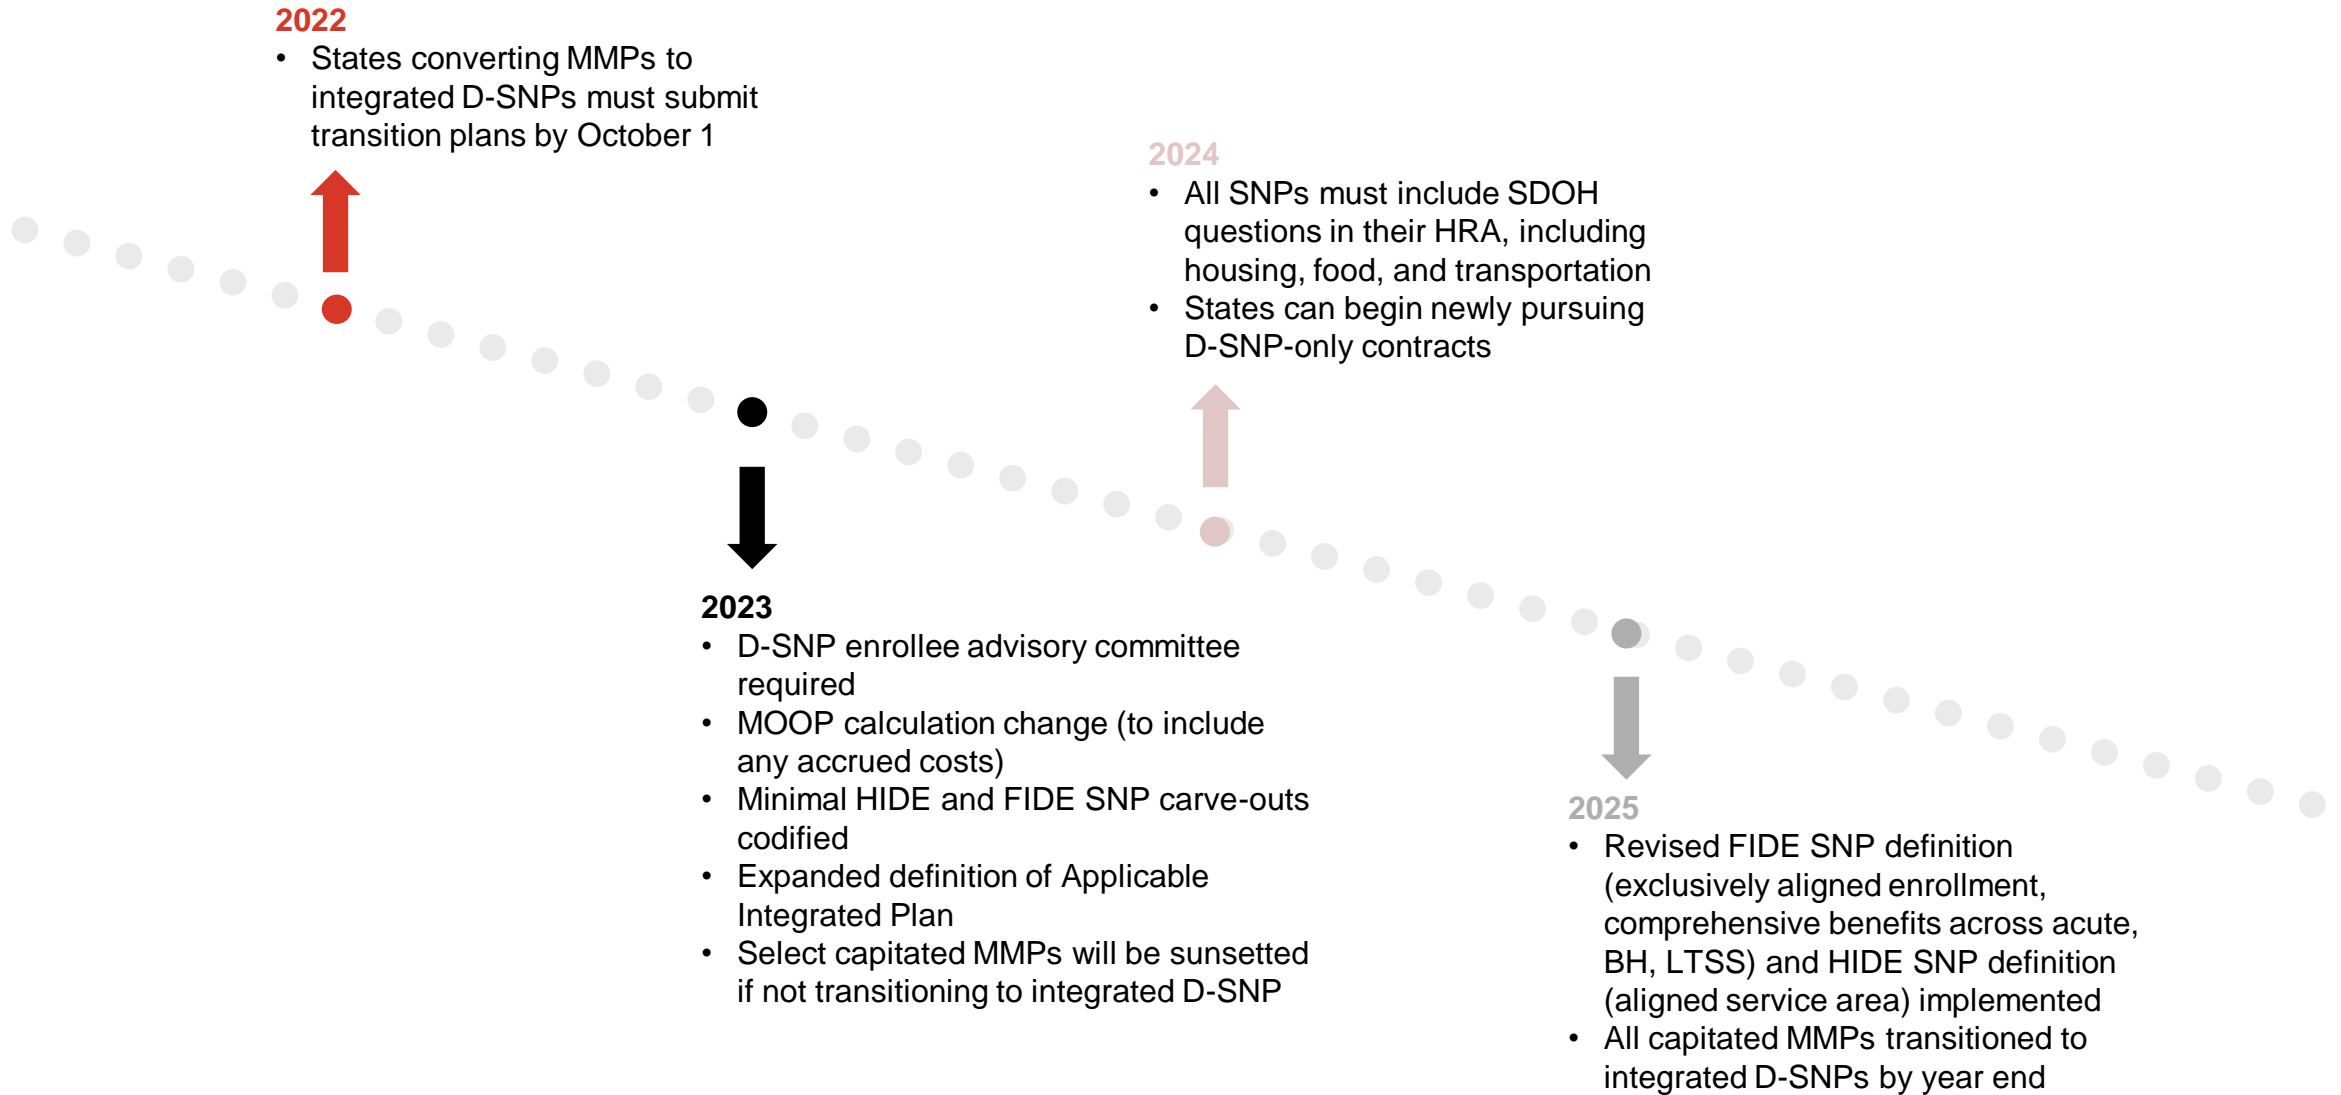 2022
• States converting MMPs to
integrated D-SNPs must submit
transition plans by October 1
2024
• All SNPs must include SDOH
questions in their HRA, including
housing, food, and transportation
• States can begin newly pursuing
D-SNP-only contracts
2023
• D-SNP enrollee advisory committee
required
• MOOP calculation change (to include
any accrued costs)
• Minimal HIDE and FIDE SNP carve-outs
codified
• Expanded definition of Applicable
Integrated Plan
• Select capitated MMPs will be sunsetted
if not transitioning to integrated D-SNP
2025
• Revised FIDE SNP definition
(exclusively aligned enrollment,
comprehensive benefits across acute,
BH, LTSS) and HIDE SNP definition
(aligned service area) implemented
• All capitated MMPs transitioned to
integrated D-SNPs by year end